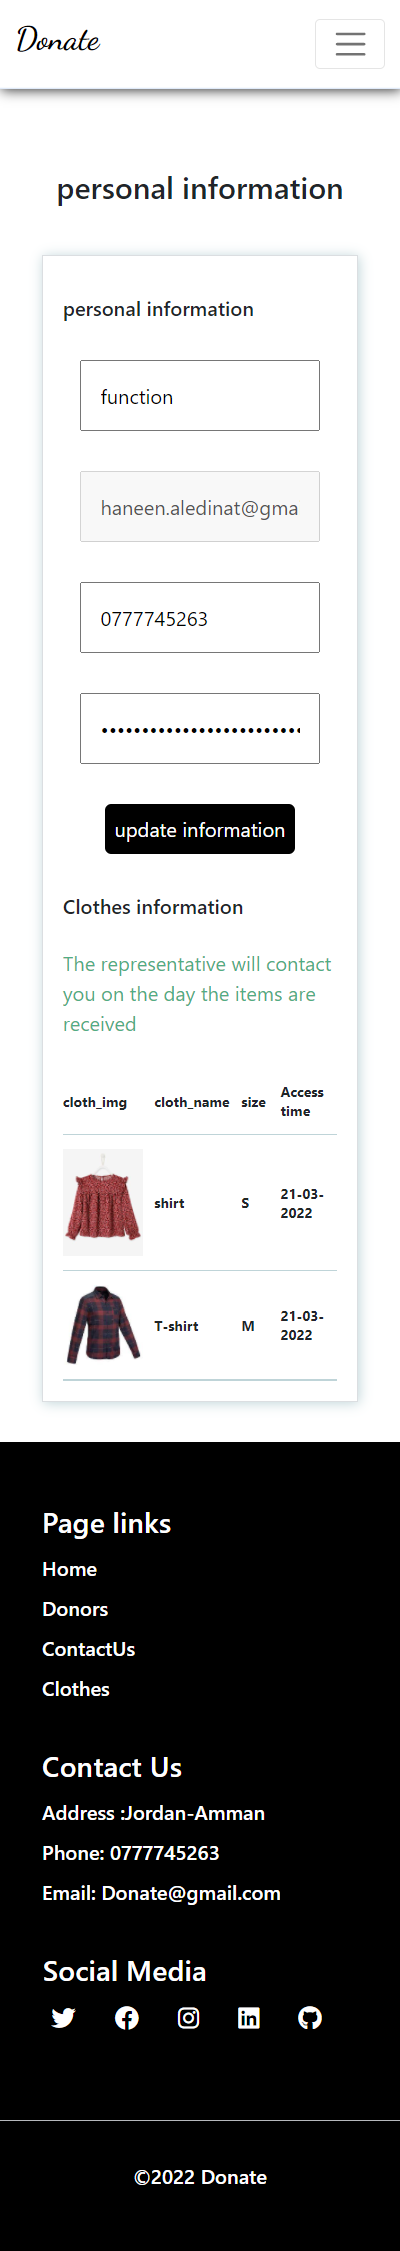 Donate
personal information
personal information
function
haneen.aledinat@gma
0777745263
••••••••••••••••••••••••••
update information
Clothes information
The representative will contact
you on the day the items are
received
cloth_img cloth_name size Access time
shirt S 21-03-2022
T-shirt M 21-03-2022
Page links
Home
Donors
ContactUs
Clothes
Contact Us
Address :Jordan-Amman
Phone: 0777745263
Email: Donate@gmail.com
Social Media
©2022 Donate